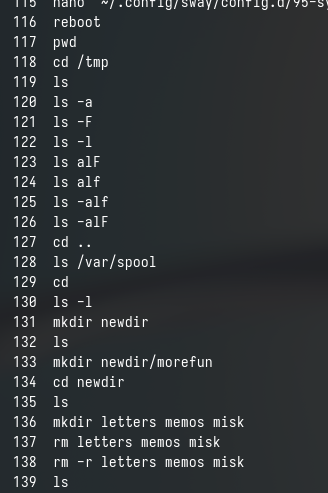 115  nano  ~/.config/sway/config.d/95-sy
116  reboot
117  pwd
118  cd /tmp
119  ls
120  ls -a
121  ls -F
122  ls -l
123  ls alF
124  ls alf
125  ls -alf
126  ls -alF
127  cd ..
128  ls /var/spool
129  cd
130  ls -l
131  mkdir newdir
132  ls
133  mkdir newdir/morefun
134  cd newdir
135  ls
136  mkdir letters memos misk
137  rm letters memos misk
138  rm -r letters memos misk
139  ls